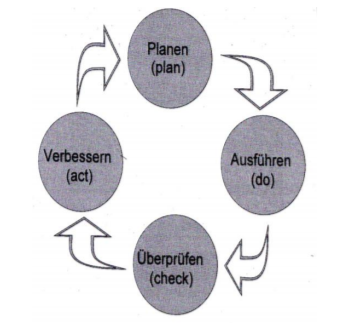 Planen
(plan)
Ausführen
(do)
Überprüfen
(check)
Verbessern
(act)